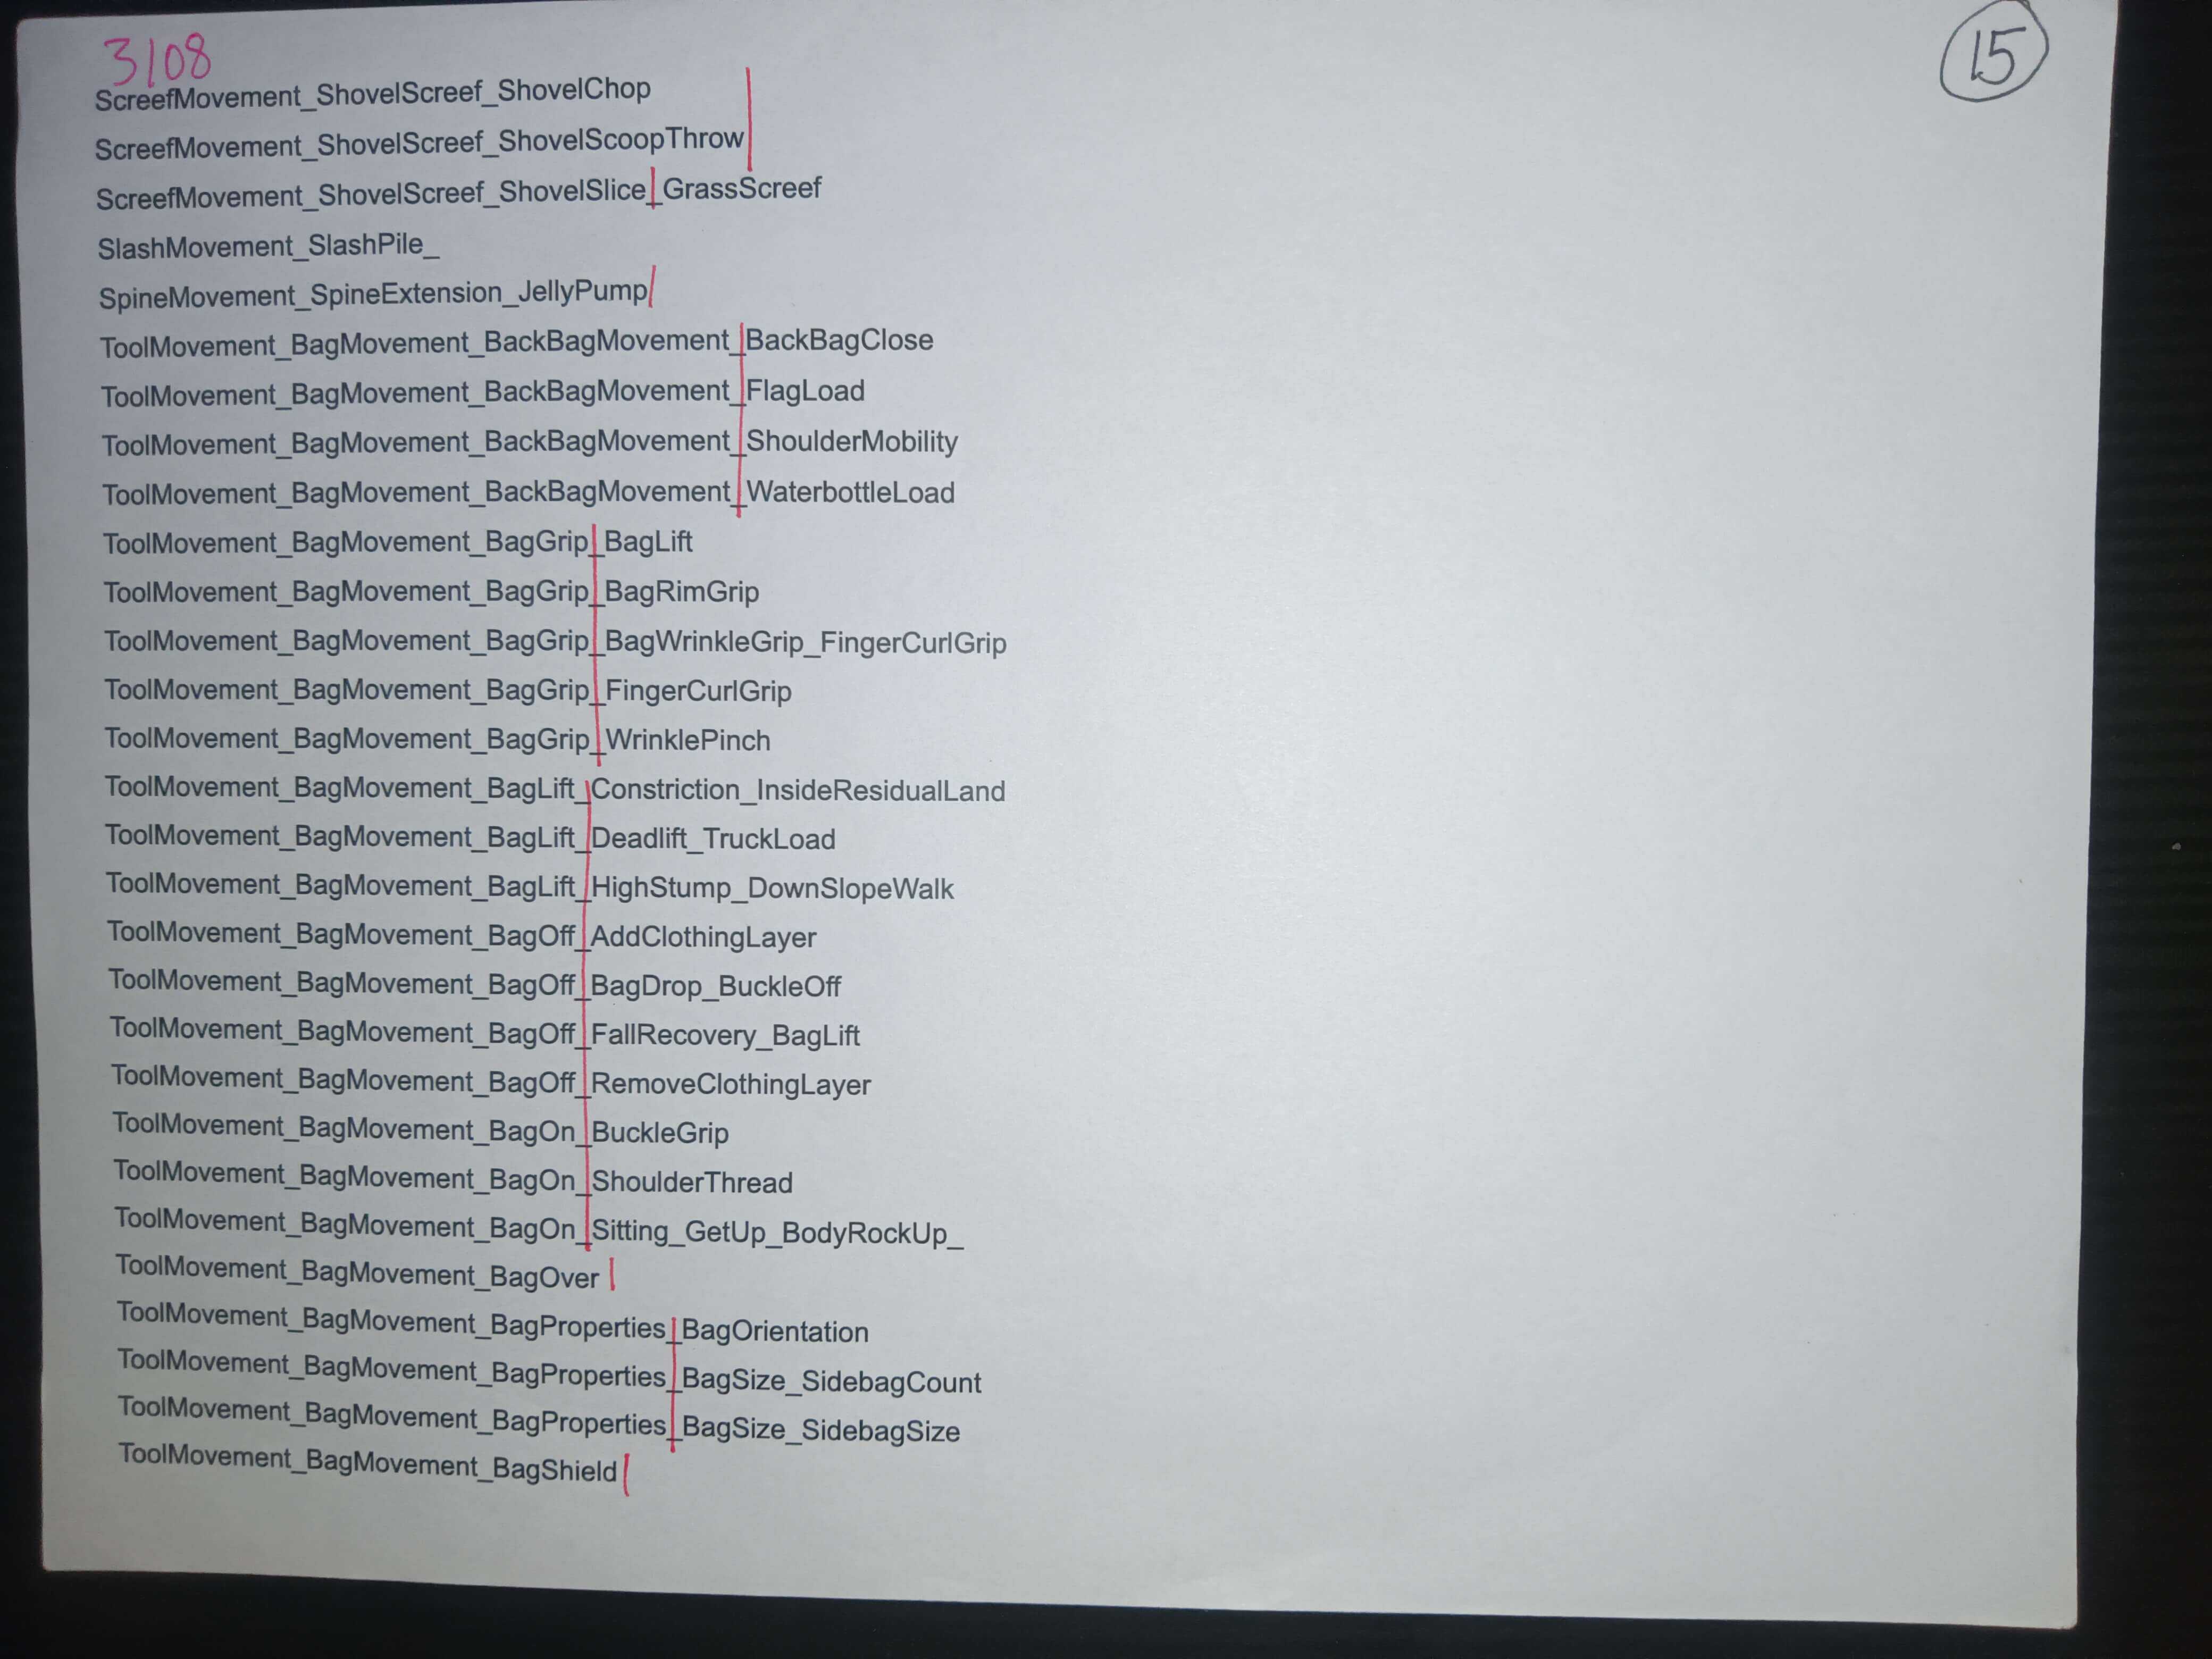 3108
15
ScreefMovement_ShovelScreef_ShovelChop
ScreefMovement_ShovelScreef_ShovelScoopThrow
ScreefMovement_ShovelScreef_ShovelSlice_GrassScreef
SlashMovement_SlashPile_
SpineMovement_SpineExtension_JellyPump
ToolMovement_BagMovement_BackBagMovement_BackBagClose
ToolMovement_BagMovement_BackBagMovement_FlagLoad
ToolMovement_BagMovement_BackBagMovement_ShoulderMobility
ToolMovement_BagMovement_BackBagMovement_WaterbottleLoad
ToolMovement_BagMovement_BagGrip_BagLift
ToolMovement_BagMovement_BagGrip_BagRimGrip
ToolMovement_BagMovement_BagGrip_BagWrinkleGrip_FingerCurlGrip
ToolMovement_BagMovement_BagGrip_FingerCurlGrip
ToolMovement_BagMovement_BagGrip_WrinklePinch
ToolMovement_BagMovement_BagLift_Constriction_InsideResidualLand
ToolMovement_BagMovement_BagLift_Deadlift_TruckLoad
ToolMovement_BagMovement_BagLift_HighStump_DownSlopeWalk
ToolMovement_BagMovement_BagOff_AddClothingLayer
ToolMovement_BagMovement_BagOff_BagDrop_BuckleOff
ToolMovement_BagMovement_BagOff_FallRecovery_BagLift
ToolMovement_BagMovement_BagOff_RemoveClothingLayer
ToolMovement_BagMovement_BagOn_BuckleGrip
ToolMovement_BagMovement_BagOn_ShoulderThread
ToolMovement_BagMovement_BagOn_Sitting_GetUp_BodyRockUp_
ToolMovement_BagMovement_BagOver
ToolMovement_BagMovement_BagProperties_BagOrientation
ToolMovement_BagMovement_BagProperties_BagSize_SidebagCount
ToolMovement_BagMovement_BagProperties_BagSize_SidebagSize
ToolMovement_BagMovement_BagShield